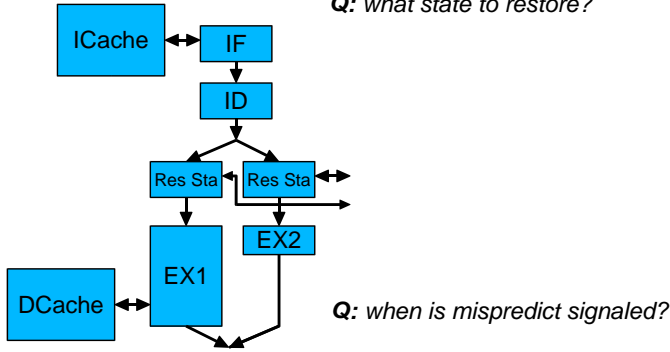 Q: what state to restore?
ICache
IF
ID
Res Sta
Res Sta
EX2
EX1
DCache
Q: when is mispredict signaled?